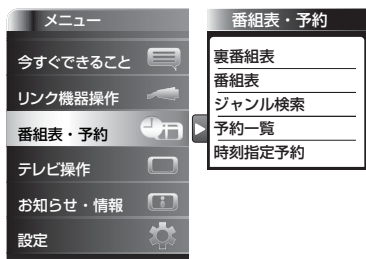 メニュー
今すぐできること
リンク機器操作
番組表・予約
テレビ操作
お知らせ・情報
設定
番組表・予約
裏番組表
番組表
ジャンル検索
予約一覧
時刻指定予約